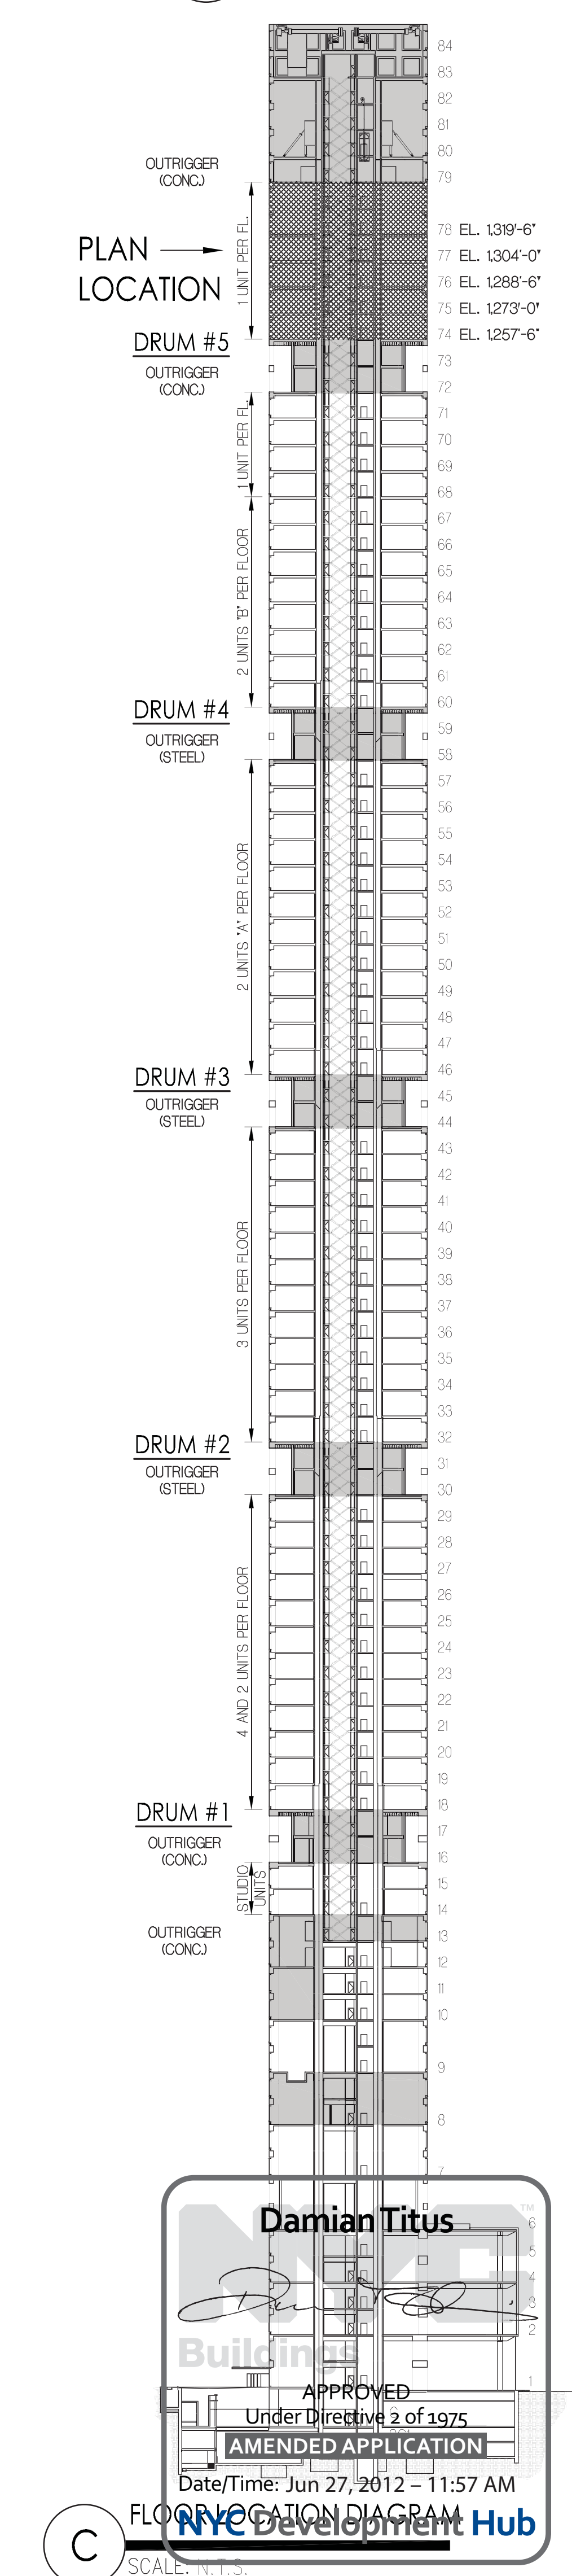 84
83
82
81
80
OUTRIGGER
(CONC.)
79
1 UNIT PER FL.
PLAN
LOCATION
78 EL. 1,319'-6"
77 EL. 1,304'-0"
76 EL. 1,288'-6"
75 EL. 1,273'-0"
74 EL. 1,257'-6"
DRUM #5
73
OUTRIGGER
(CONC.)
72
1 UNIT PER FL.
71
70
69
68
2 UNITS "B" PER FLOOR
67
66
65
64
63
62
61
60
DRUM #4
59
OUTRIGGER
(STEEL)
58
2 UNITS "A" PER FLOOR
57
56
55
54
53
52
51
50
49
48
47
46
DRUM #3
45
OUTRIGGER
(STEEL)
44
3 UNITS PER FLOOR
43
42
41
40
39
38
37
36
35
34
33
32
DRUM #2
31
OUTRIGGER
(STEEL)
30
4 AND 2 UNITS PER FLOOR
29
28
27
26
25
24
23
22
21
20
19
18
DRUM #1
17
OUTRIGGER
(CONC.)
16
STUDIO
UNITS
15
14
OUTRIGGER
(CONC.)
13
12
11
10
9
8
7
NYC™
Damian Titus
6
5
4
3
2
Buildings
1
APPROVED
Under Directive 2 of 1975
AMENDED APPLICATION
Date/Time: Jun 27, 2012 – 11:57 AM
C
FLOOR LOCATION DIAGRAM
NYC Development Hub
SCALE: N.T.S.